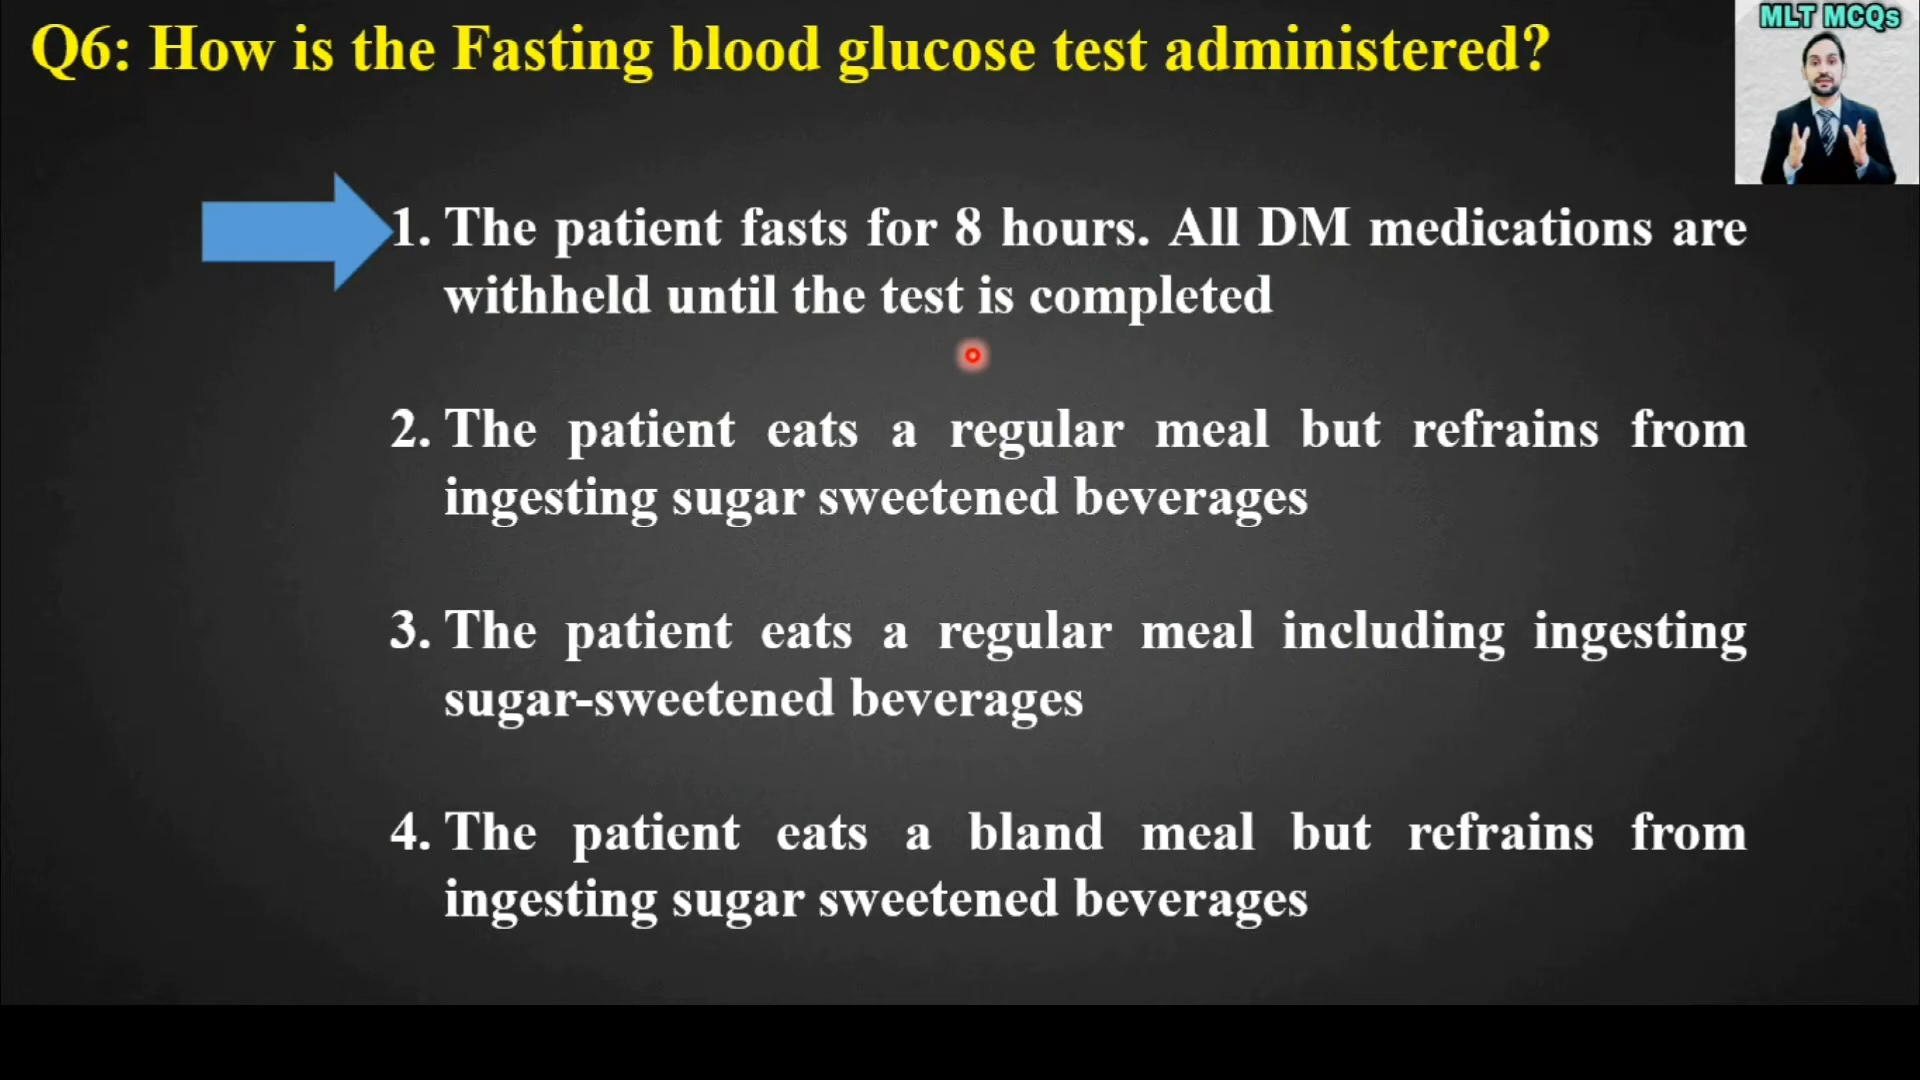 Q6: How is the Fasting blood glucose test administered?
MLT MCQs
1. The patient fasts for 8 hours. All DM medications are
withheld until the test is completed
2. The patient eats a regular meal but refrains from
ingesting sugar sweetened beverages
3. The patient eats a regular meal including ingesting
sugar-sweetened beverages
4. The patient eats a bland meal but refrains from
ingesting sugar sweetened beverages